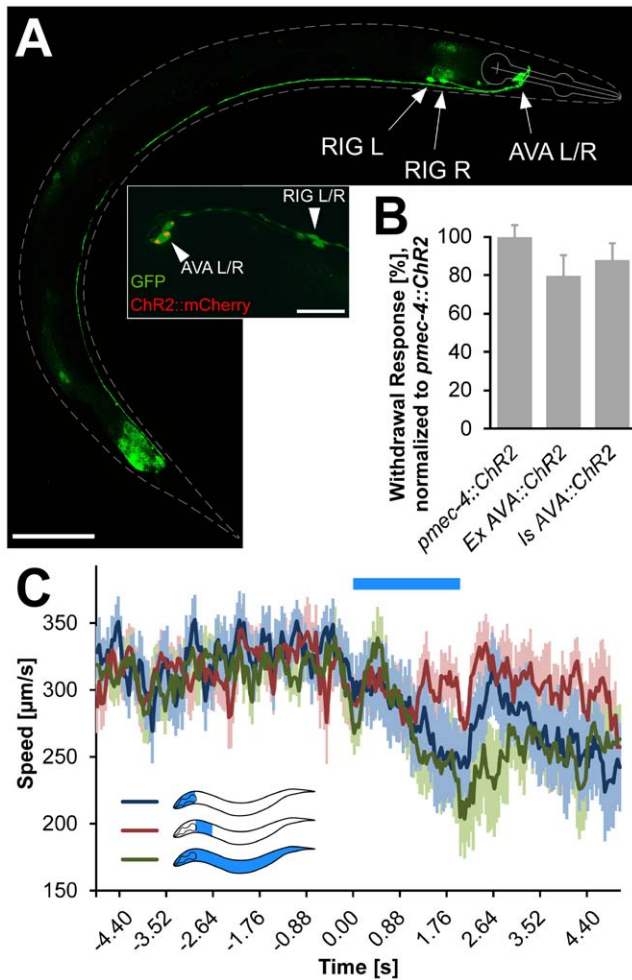 A
RIG L
RIG R
AVA L/R
RIG L/R
AVA L/R
GFP
ChR2::mCherry
B
Withdrawal Response [%],
normalized to pmec-4::ChR2
100
80
60
40
20
0
pmec-4::ChR2
Ex AVA::ChR2
Is AVA::ChR2
C
Speed [µm/s]
350
300
250
200
150
-4.40
-3.52
-2.64
-1.76
-0.88
0.00
0.88
1.76
2.64
3.52
4.40
Time [s]